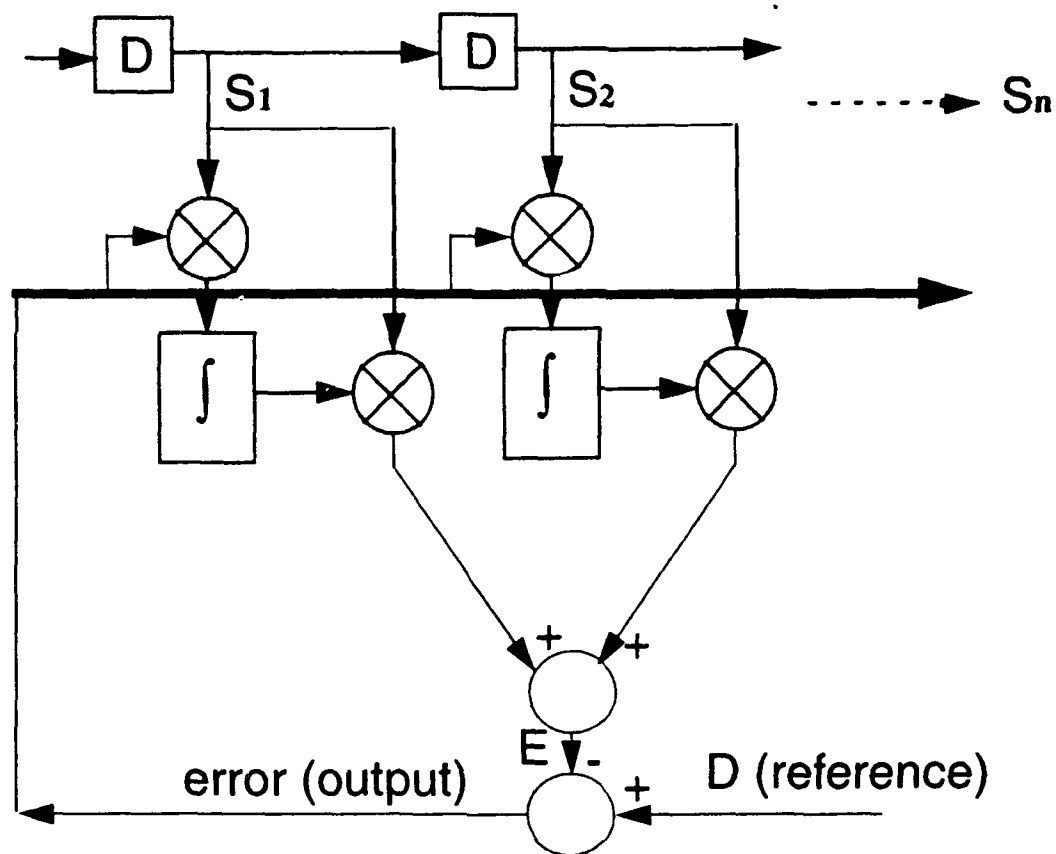 D
D
S1
S2
Sn
∫
∫
+
+
E
-
error (output)
+
D (reference)